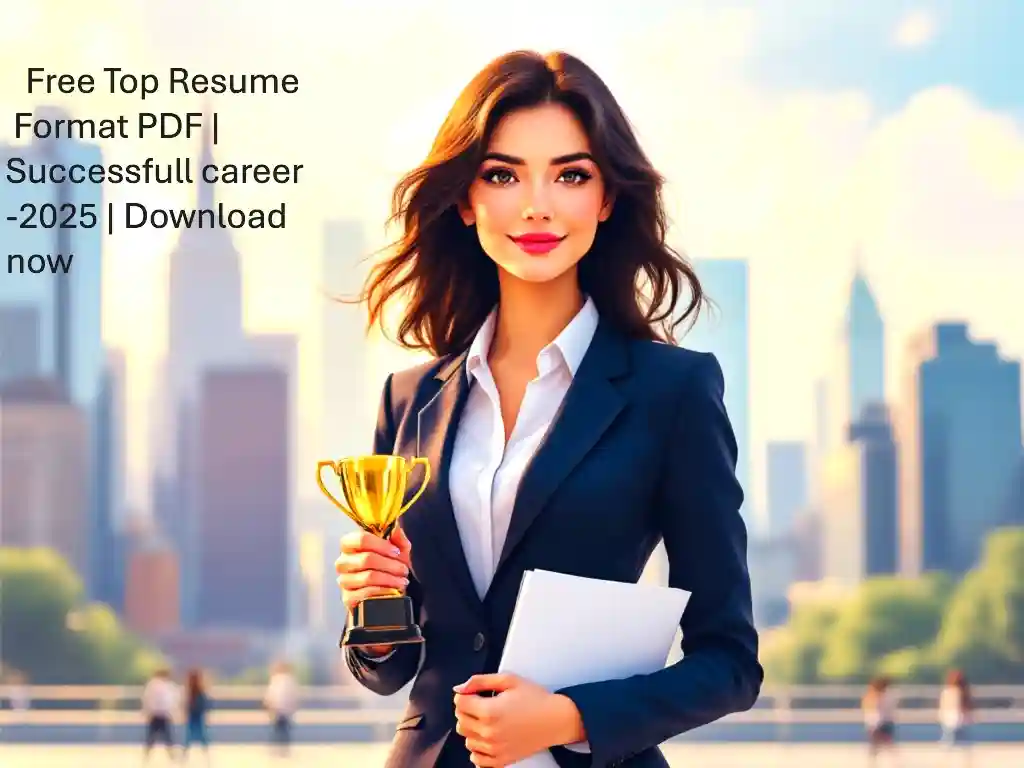 Free Top Resume
Format PDF |
Successfull career
-2025 | Download
now